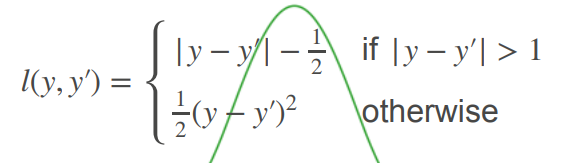 |y − y′| − 1/2 if |y − y′| > 1
l(y, y′) = {
1/2(y − y′)² otherwise